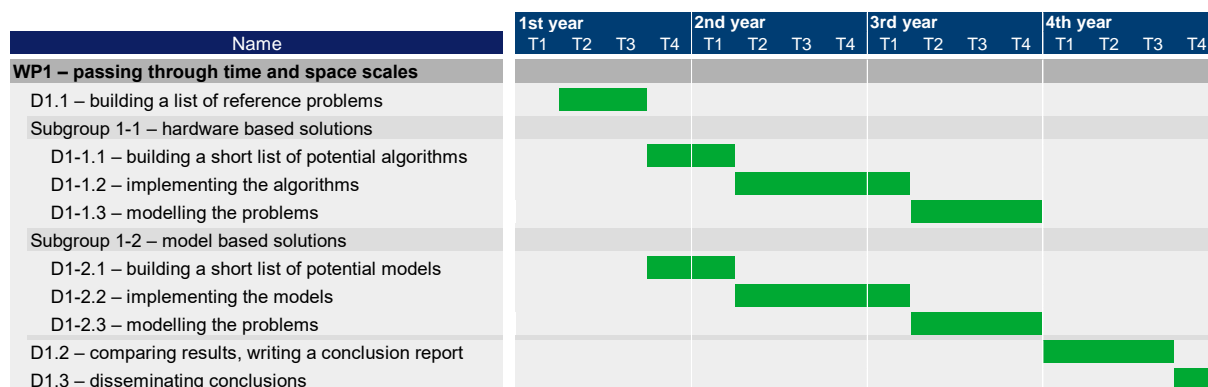 1st year 2nd year 3rd year 4th year
Name T1 T2 T3 T4 T1 T2 T3 T4 T1 T2 T3 T4 T1 T2 T3 T4
WP1 – passing through time and space scales
D1.1 – building a list of reference problems
Subgroup 1-1 – hardware based solutions
D1-1.1 – building a short list of potential algorithms
D1-1.2 – implementing the algorithms
D1-1.3 – modelling the problems
Subgroup 1-2 – model based solutions
D1-2.1 – building a short list of potential models
D1-2.2 – implementing the models
D1-2.3 – modelling the problems
D1.2 – comparing results, writing a conclusion report
D1.3 – disseminating conclusions